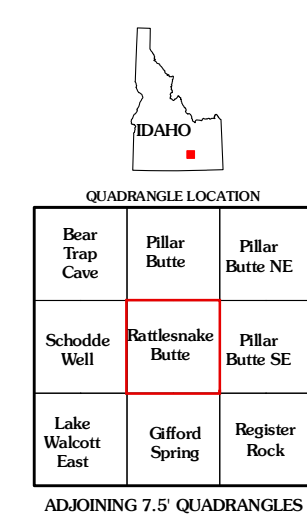 IDAHO
QUADRANGLE LOCATION
Bear
Trap
Cave
Pillar
Butte
Pillar
Butte NE
Schodde
Well
Rattlesnake
Butte
Pillar
Butte SE
Lake
Walcott
East
Gifford
Spring
Register
Rock
ADJOINING 7.5' QUADRANGLES